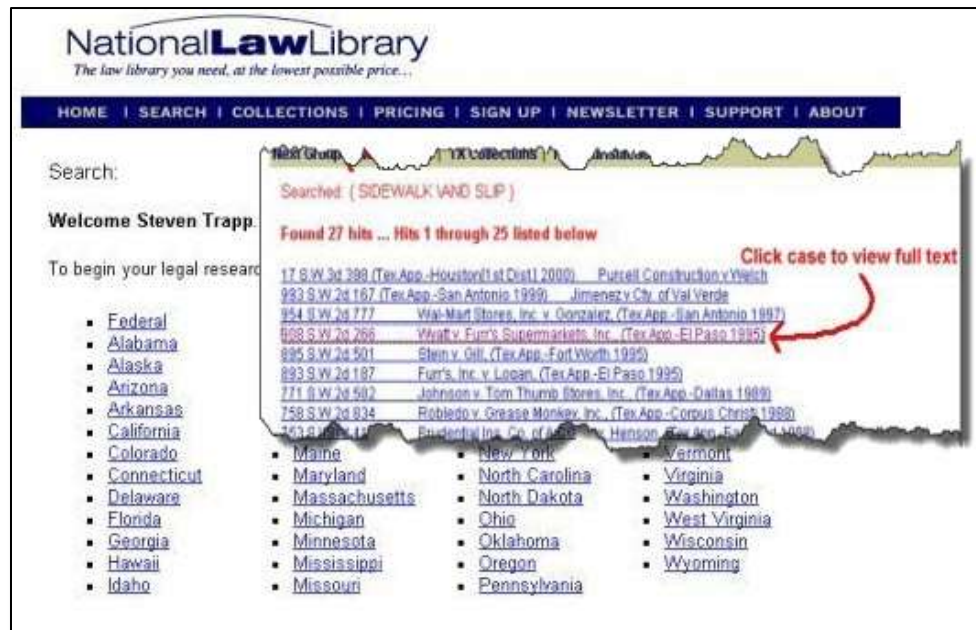 NationalLawLibrary
The law library you need, at the lowest possible price...
HOME | SEARCH | COLLECTIONS | PRICING | SIGN UP | NEWSLETTER | SUPPORT | ABOUT
Search:
Welcome Steven Trapp.
To begin your legal researc
Next Group TX Collections
Searched: ( SIDEWALK \AND SLIP )
Found 27 hits ... Hits 1 through 25 listed below
Click case to view full text
17 S.W.3d 398 (Tex.App.-Houston[1st Dist.] 2000) Purcell Construction v Welch
993 S.W.2d 167 (Tex.App.-San Antonio 1999) Jimenez v Cty. of Val Verde
954 S.W.2d 777 Wal-Mart Stores, Inc. v. Gonzalez, (Tex.App.-San Antonio 1997)
908 S.W.2d 266 Wyatt v. Furr's Supermarkets, Inc., (Tex.App.-El Paso 1995)
895 S.W.2d 501 Stein v. Gill, (Tex.App.-Fort Worth 1995)
893 S.W.2d 187 Furr's, Inc. v. Logan, (Tex.App.-El Paso 1995)
771 S.W.2d 582 Johnson v. Tom Thumb Stores, Inc., (Tex.App.-Dallas 1989)
758 S.W.2d 834 Robledo v. Grease Monkey, Inc., (Tex.App.-Corpus Christi 1988)
Prudential Ins. Co. of Henson,
Federal
Alabama
Alaska
Arizona
Arkansas
California
Colorado
Connecticut
Delaware
Florida
Georgia
Hawaii
Idaho
Maine
Maryland
Massachusetts
Michigan
Minnesota
Mississippi
Missouri
New York
North Carolina
North Dakota
Ohio
Oklahoma
Oregon
Pennsylvania
Vermont
Virginia
Washington
West Virginia
Wisconsin
Wyoming